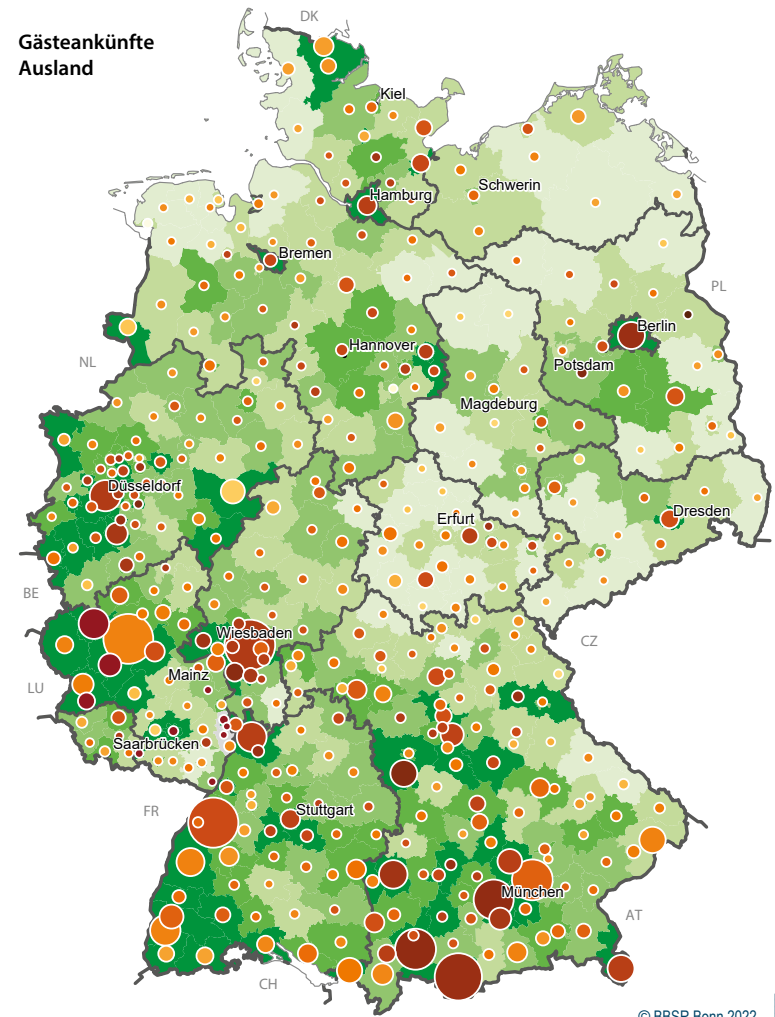 Gästeankünfte
Ausland
DK
Kiel
Schwerin
Hamburg
Bremen
PL
Berlin
Hannover
Potsdam
NL
Magdeburg
Düsseldorf
Dresden
Erfurt
BE
Wiesbaden
CZ
Mainz
LU
Saarbrücken
FR
Stuttgart
München
AT
CH
© BBSR Bonn 2022